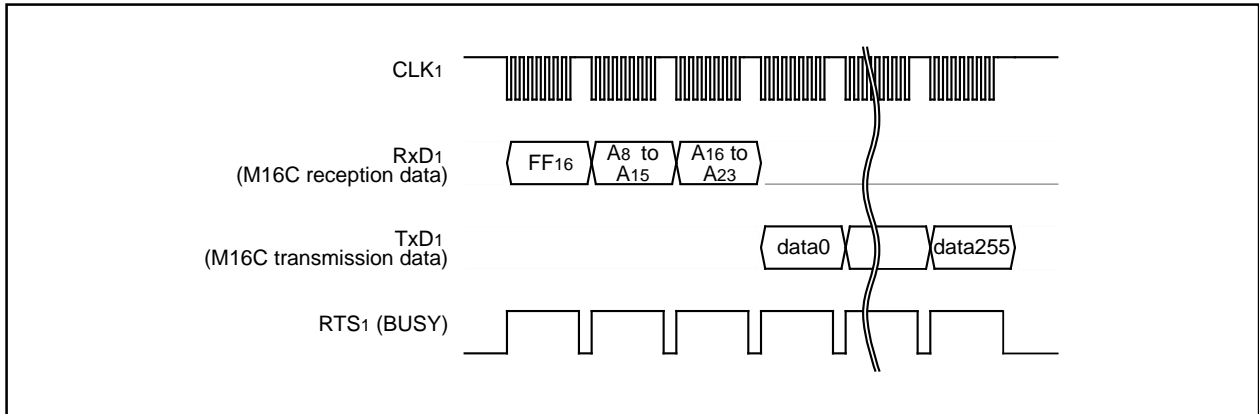 CLK1
RxD1
(M16C reception data)
FF16
A8 to
A15
A16 to
A23
TxD1
(M16C transmission data)
data0
data255
RTS1 (BUSY)